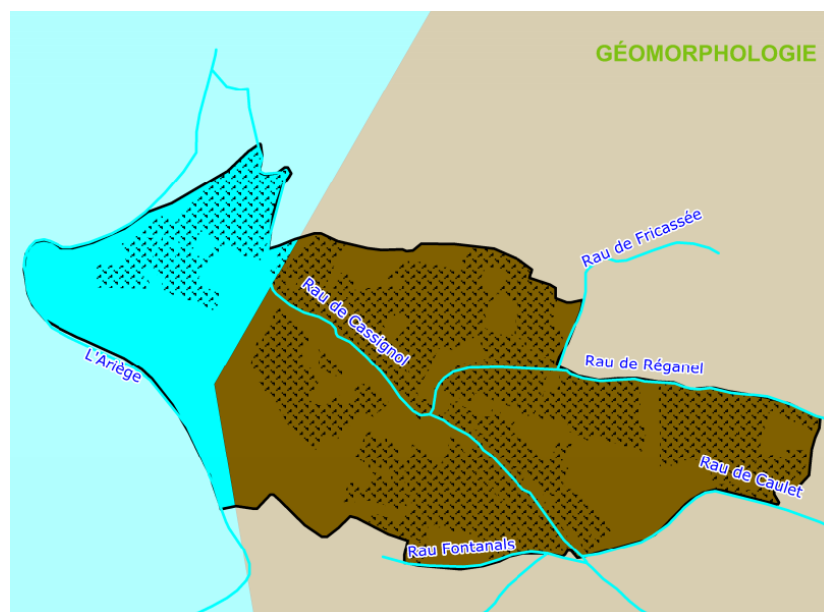 GÉOMORPHOLOGIE
Rau de Fricassée
Rau de Cassignol
L'Ariège
Rau de Réganel
Rau de Caulet
Rau Fontanals